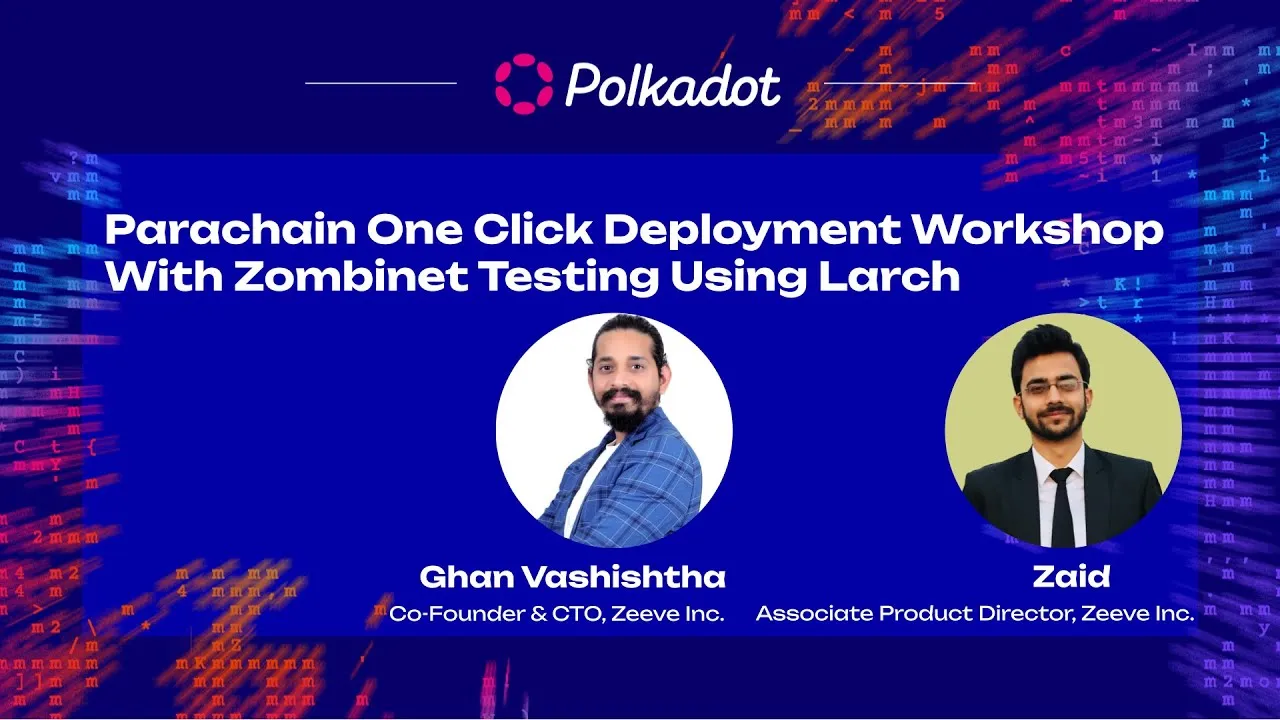 Polkadot
Parachain One Click Deployment Workshop
With Zombinet Testing Using Larch
Ghan Vashishtha
Co-Founder & CTO, Zeeve Inc.
Zaid
Associate Product Director, Zeeve Inc.